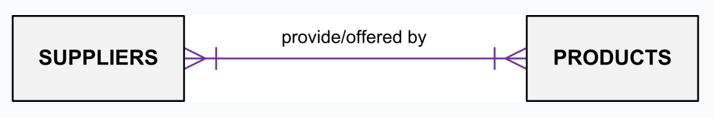 provide/offered by
SUPPLIERS
PRODUCTS